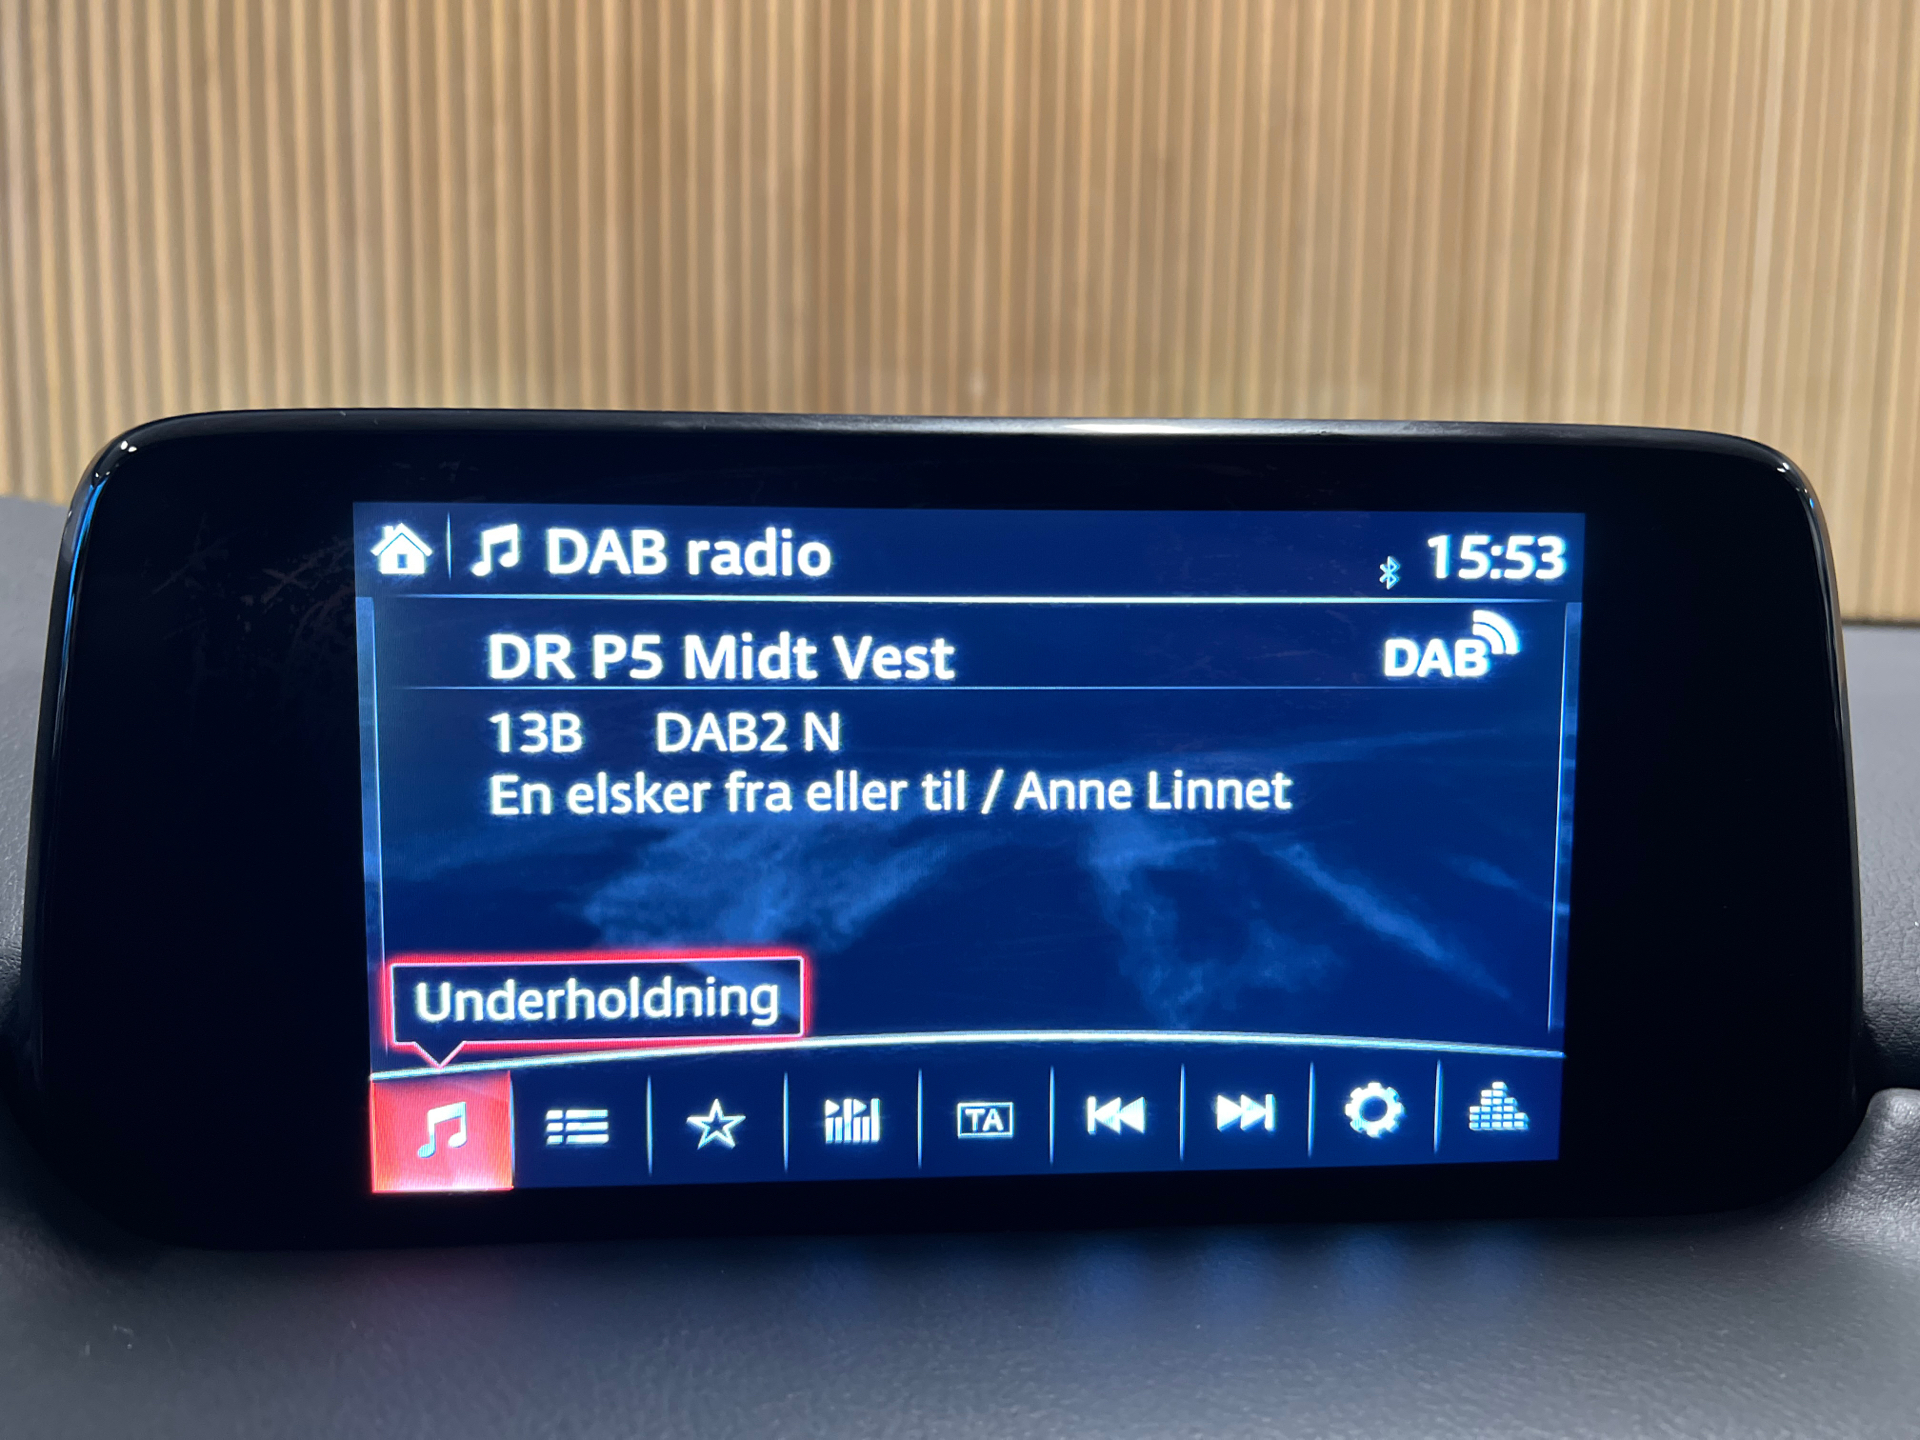 DAB radio 15:53
DR P5 Midt Vest DAB
13B DAB2 N
En elsker fra eller til / Anne Linnet
Underholdning
TA